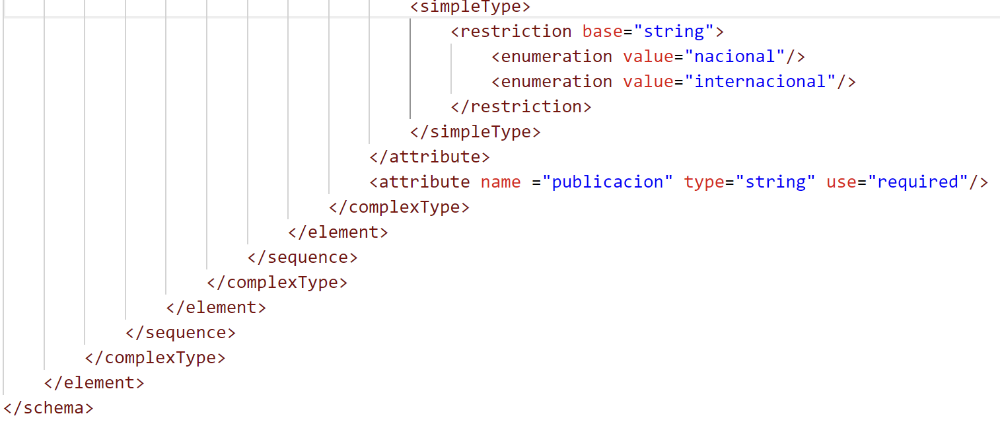 <simpleType>
<restriction base="string">
<enumeration value="nacional"/>
<enumeration value="internacional"/>
</restriction>
</simpleType>
</attribute>
<attribute name ="publicacion" type="string" use="required"/>
</complexType>
</element>
</sequence>
</complexType>
</element>
</sequence>
</complexType>
</element>
</schema>